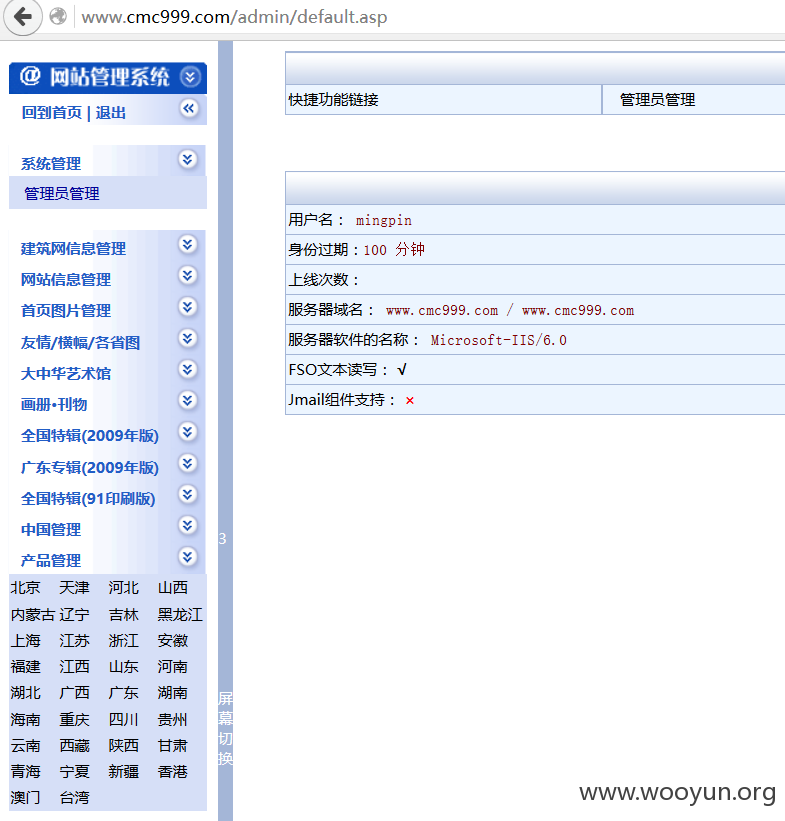 www.cmc999.com/admin/default.asp
@ 网站管理系统
回到首页 | 退出
系统管理
管理员管理
建筑网信息管理
网站信息管理
首页图片管理
友情/横幅/各省图
大中华艺术馆
画册•刊物
全国特辑(2009年版)
广东专辑(2009年版)
全国特辑(91印刷版)
中国管理
产品管理
北京 天津 河北 山西
内蒙古 辽宁 吉林 黑龙江
上海 江苏 浙江 安徽
福建 江西 山东 河南
湖北 广西 广东 湖南
海南 重庆 四川 贵州
云南 西藏 陕西 甘肃
青海 宁夏 新疆 香港
澳门 台湾
3
屏幕切换
快捷功能链接 管理员管理
用户名： mingpin
身份过期：100 分钟
上线次数：
服务器域名： www.cmc999.com / www.cmc999.com
服务器软件的名称： Microsoft-IIS/6.0
FSO文本读写： √
Jmail组件支持： ×
www.wooyun.org